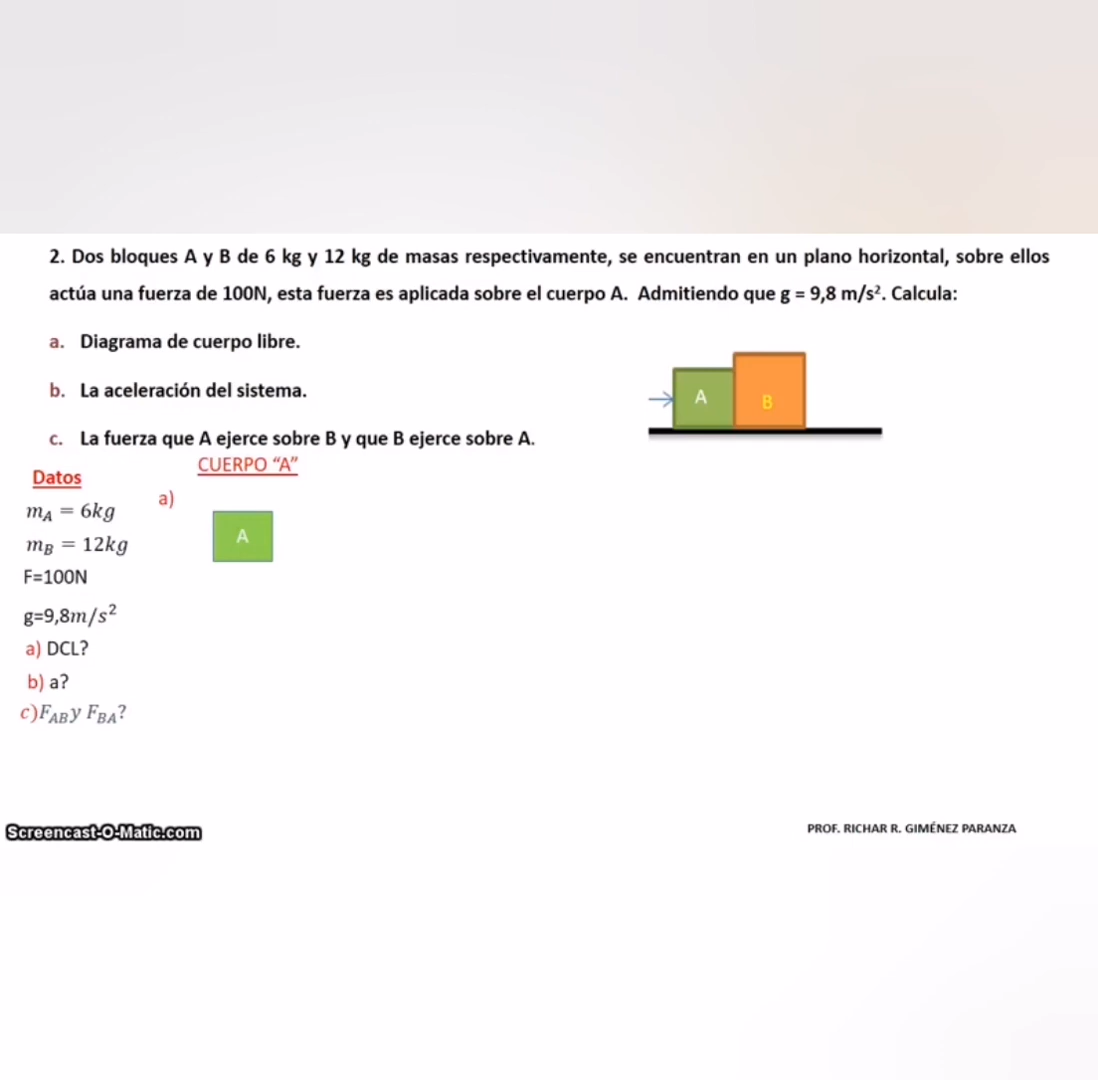 2. Dos bloques A y B de 6 kg y 12 kg de masas respectivamente, se encuentran en un plano horizontal, sobre ellos
actúa una fuerza de 100N, esta fuerza es aplicada sobre el cuerpo A. Admitiendo que g = 9,8 m/s². Calcula:
a. Diagrama de cuerpo libre.
b. La aceleración del sistema.
c. La fuerza que A ejerce sobre B y que B ejerce sobre A.
A
B
Datos
CUERPO “A”
a)
A
m_A = 6kg
m_B = 12kg
F=100N
g=9,8m/s²
a) DCL?
b) a?
c)F_AB y F_BA?
Screencast-O-Matic.com
PROF. RICHAR R. GIMÉNEZ PARANZA